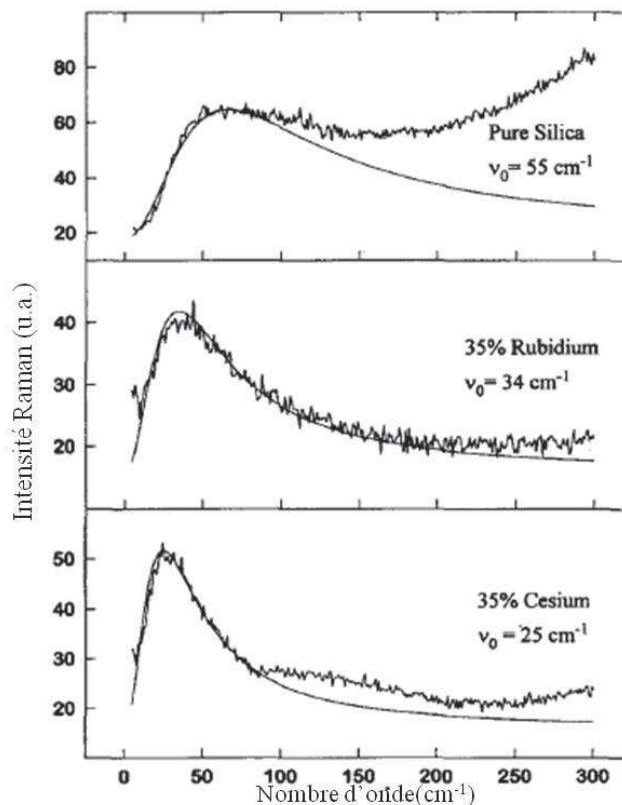 80
60
40
20
Pure Silica
ν₀= 55 cm⁻¹
40
30
20
35% Rubidium
ν₀= 34 cm⁻¹
50
40
30
20
35% Cesium
ν₀ = 25 cm⁻¹
0 50 100 150 200 250 300
Nombre d'onde(cm⁻¹)
Intensité Raman (u.a.)